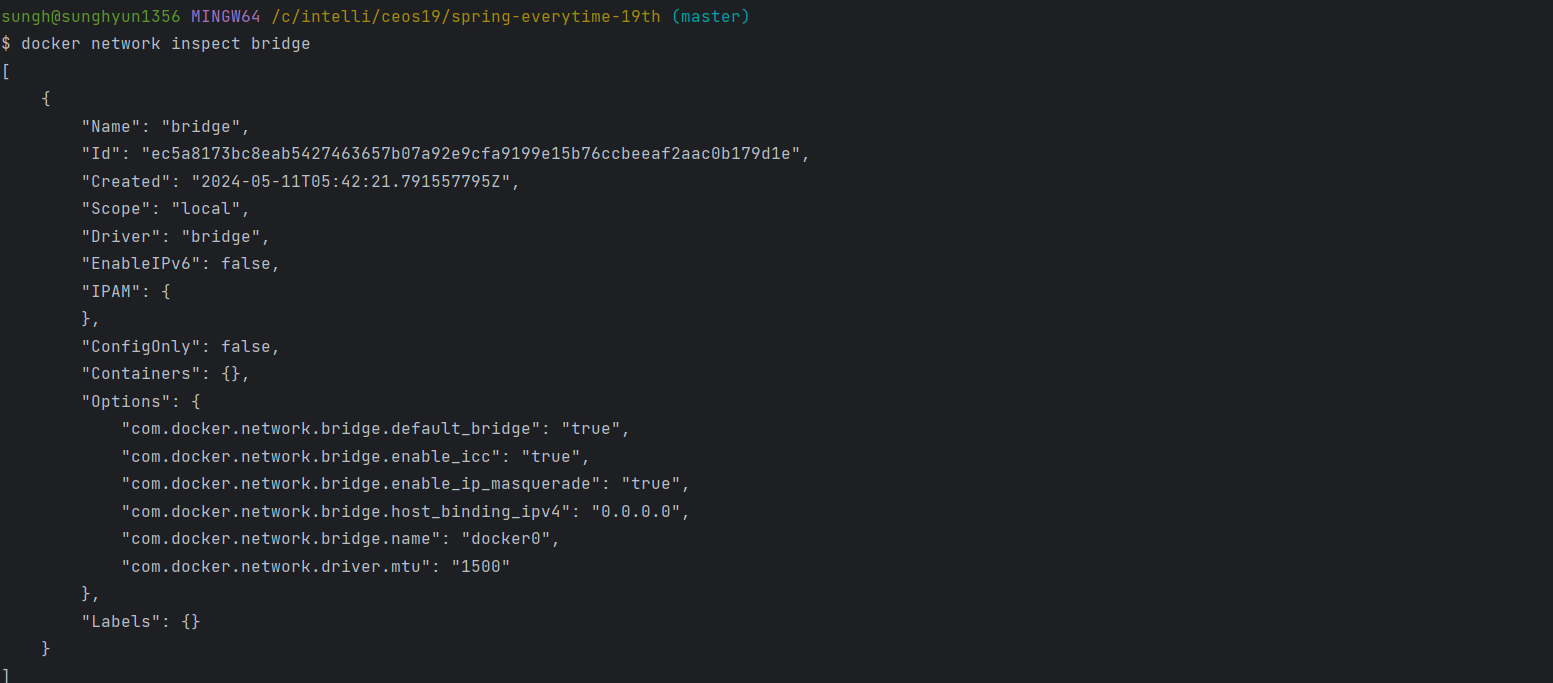 sungh@sunghyun1356 MINGW64 /c/intelli/ceos19/spring-everytime-19th (master)
$ docker network inspect bridge
[
    {
        "Name": "bridge",
        "Id": "ec5a8173bc8eab5427463657b07a92e9cfa9199e15b76ccbeeaf2aac0b179d1e",
        "Created": "2024-05-11T05:42:21.791557795Z",
        "Scope": "local",
        "Driver": "bridge",
        "EnableIPv6": false,
        "IPAM": {
        },
        "ConfigOnly": false,
        "Containers": {},
        "Options": {
            "com.docker.network.bridge.default_bridge": "true",
            "com.docker.network.bridge.enable_icc": "true",
            "com.docker.network.bridge.enable_ip_masquerade": "true",
            "com.docker.network.bridge.host_binding_ipv4": "0.0.0.0",
            "com.docker.network.bridge.name": "docker0",
            "com.docker.network.driver.mtu": "1500"
        },
        "Labels": {}
    }
]